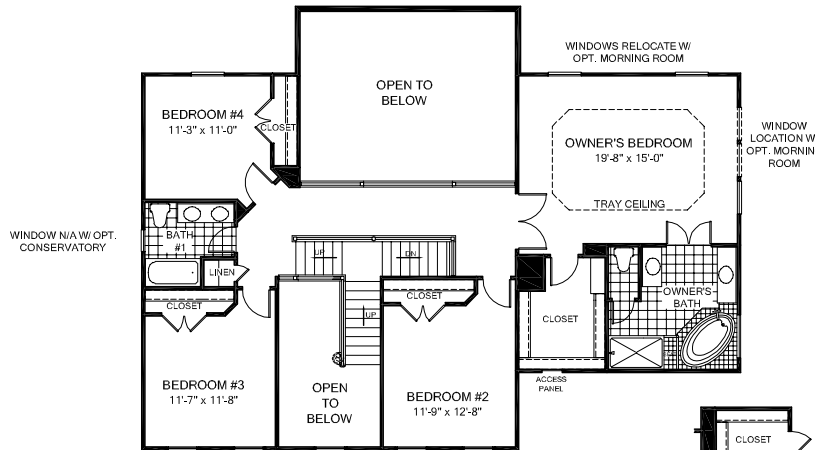 WINDOWS RELOCATE W/
OPT. MORNING ROOM
OPEN TO
BELOW
BEDROOM #4
11'-3" x 11'-0"
CLOSET
OWNER'S BEDROOM
19'-8" x 15'-0"
TRAY CEILING
WINDOW
LOCATION W
OPT. MORNIN
ROOM
WINDOW N/A W/ OPT.
CONSERVATORY
BATH
#1
LINEN
UP
DN
CLOSET
UP
CLOSET
CLOSET
OWNER'S
BATH
BEDROOM #3
11'-7" x 11'-8"
OPEN
TO
BELOW
BEDROOM #2
11'-9" x 12'-8"
ACCESS
PANEL
CLOSET